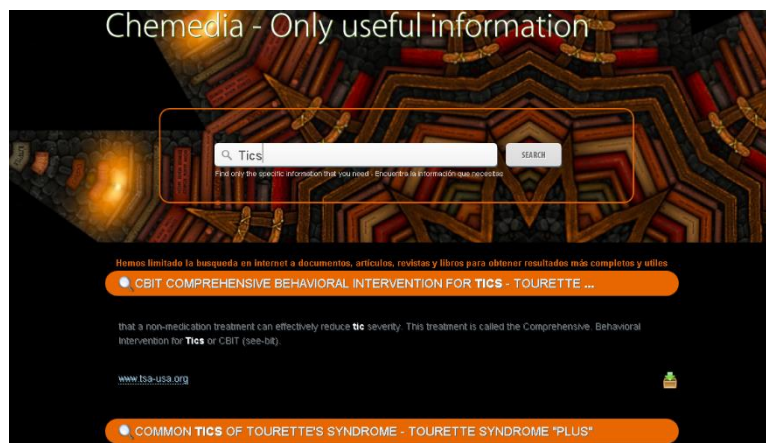 Chemedia - Only useful information
Tics
SEARCH
Find only the specific information that you need - Encuentra la información que necesitas
Hemos limitado la busqueda en internet a documentos, artículos, revistas y libros para obtener resultados más completos y utiles
CBIT COMPREHENSIVE BEHAVIORAL INTERVENTION FOR TICS - TOURETTE ...
that a non-medication treatment can effectively reduce tic severity. This treatment is called the Comprehensive. Behavioral
Intervention for Tics or CBIT (see-bit).
www.tsa-usa.org
COMMON TICS OF TOURETTE'S SYNDROME - TOURETTE SYNDROME "PLUS"